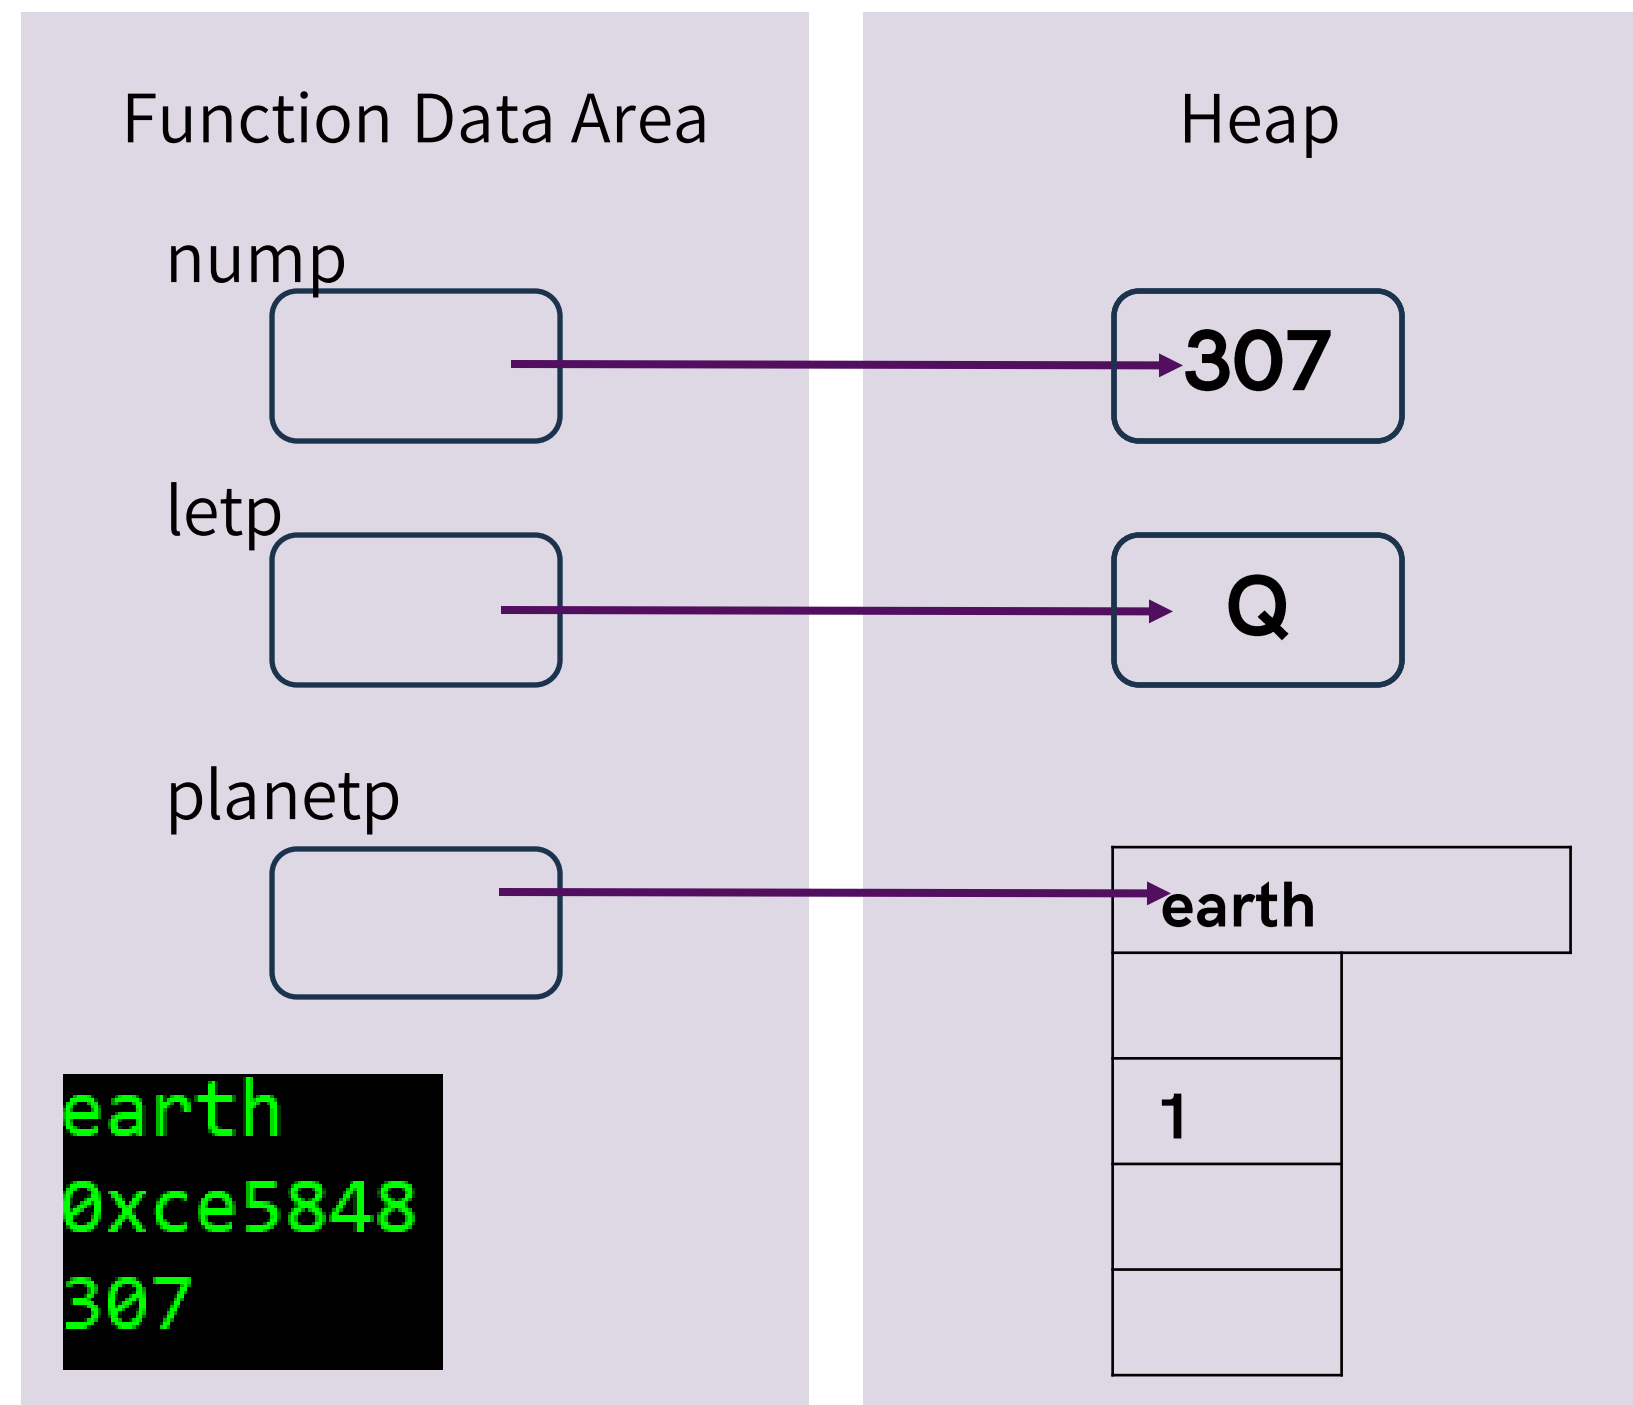 Function Data Area
nump
letp
planetp
earth
0xce5848
307
Heap
307
Q
earth
1